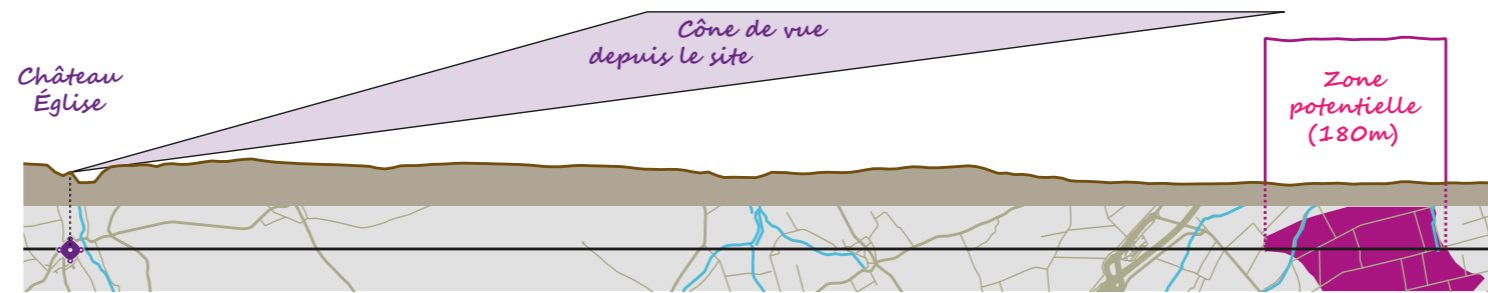 Château
Église
Cône de vue
depuis le site
Zone
potentielle
(180m)